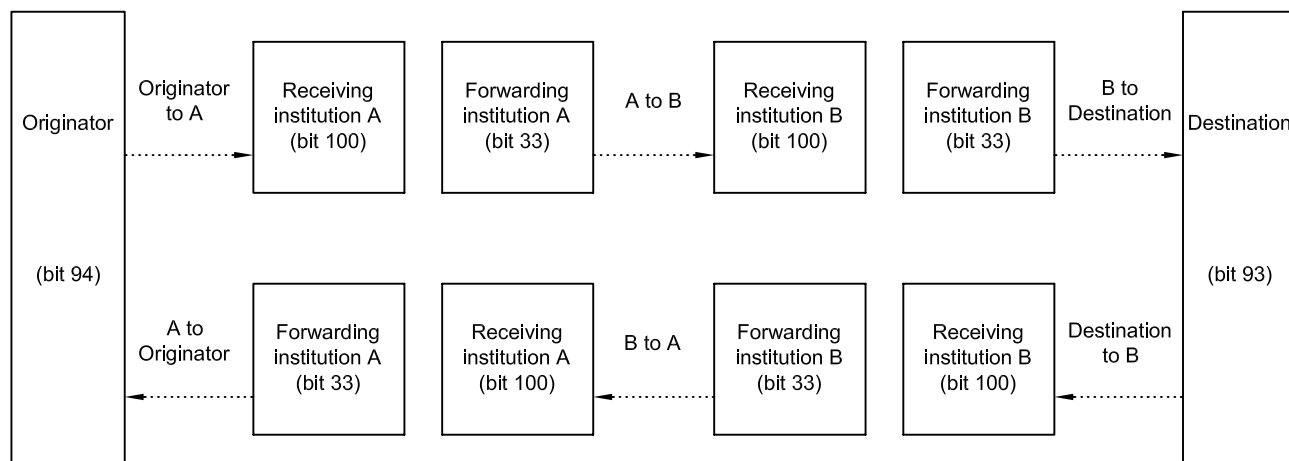 Originator
(bit 94)
Originator
to A
Receiving
institution A
(bit 100)
Forwarding
institution A
(bit 33)
A to B
Receiving
institution B
(bit 100)
Forwarding
institution B
(bit 33)
B to
Destination
Destination
(bit 93)
A to
Originator
Forwarding
institution A
(bit 33)
Receiving
institution A
(bit 100)
B to A
Forwarding
institution B
(bit 33)
Receiving
institution B
(bit 100)
Destination
to B